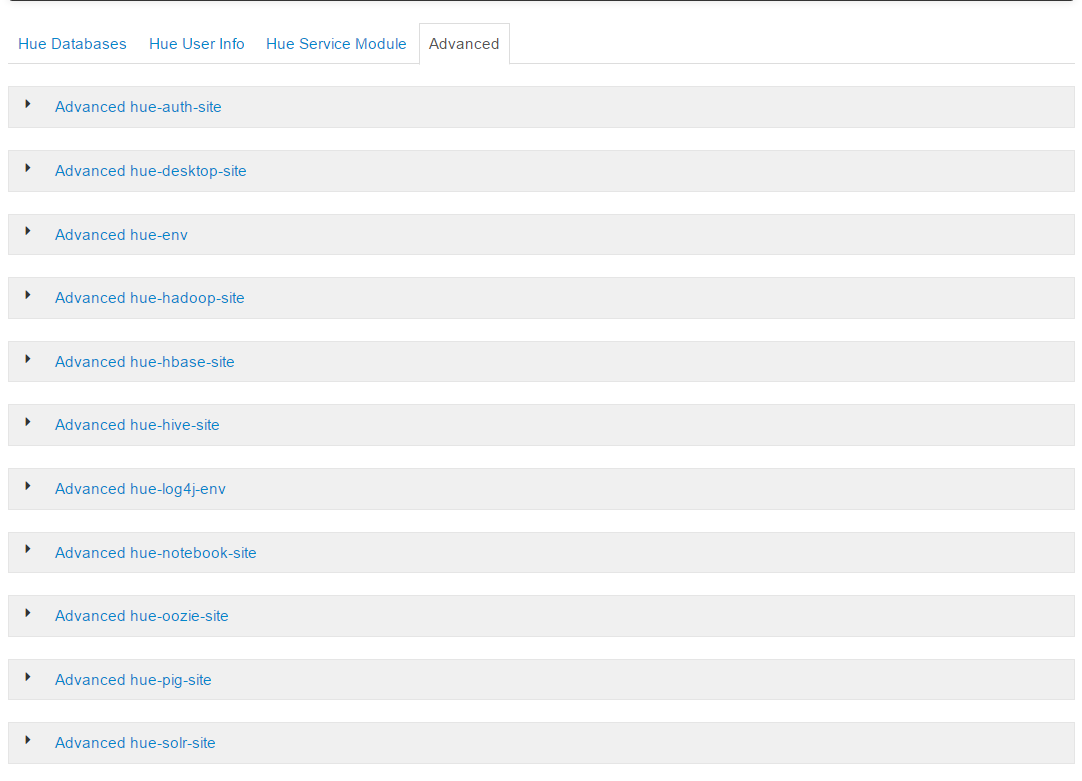 Hue Databases Hue User Info Hue Service Module Advanced
Advanced hue-auth-site
Advanced hue-desktop-site
Advanced hue-env
Advanced hue-hadoop-site
Advanced hue-hbase-site
Advanced hue-hive-site
Advanced hue-log4j-env
Advanced hue-notebook-site
Advanced hue-oozie-site
Advanced hue-pig-site
Advanced hue-solr-site